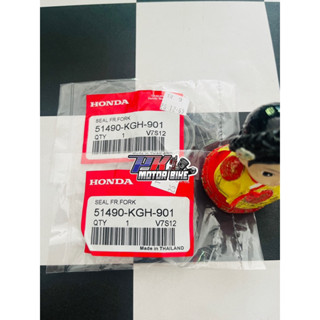 HONDA
SEAL FR.FORK
51490-KGH-901
QTY 1 V7S12
MOTOR BIKE
HONDA
SEAL FR.FORK
51490-KGH-901
QTY 1 V7S12
Made in THAILAND